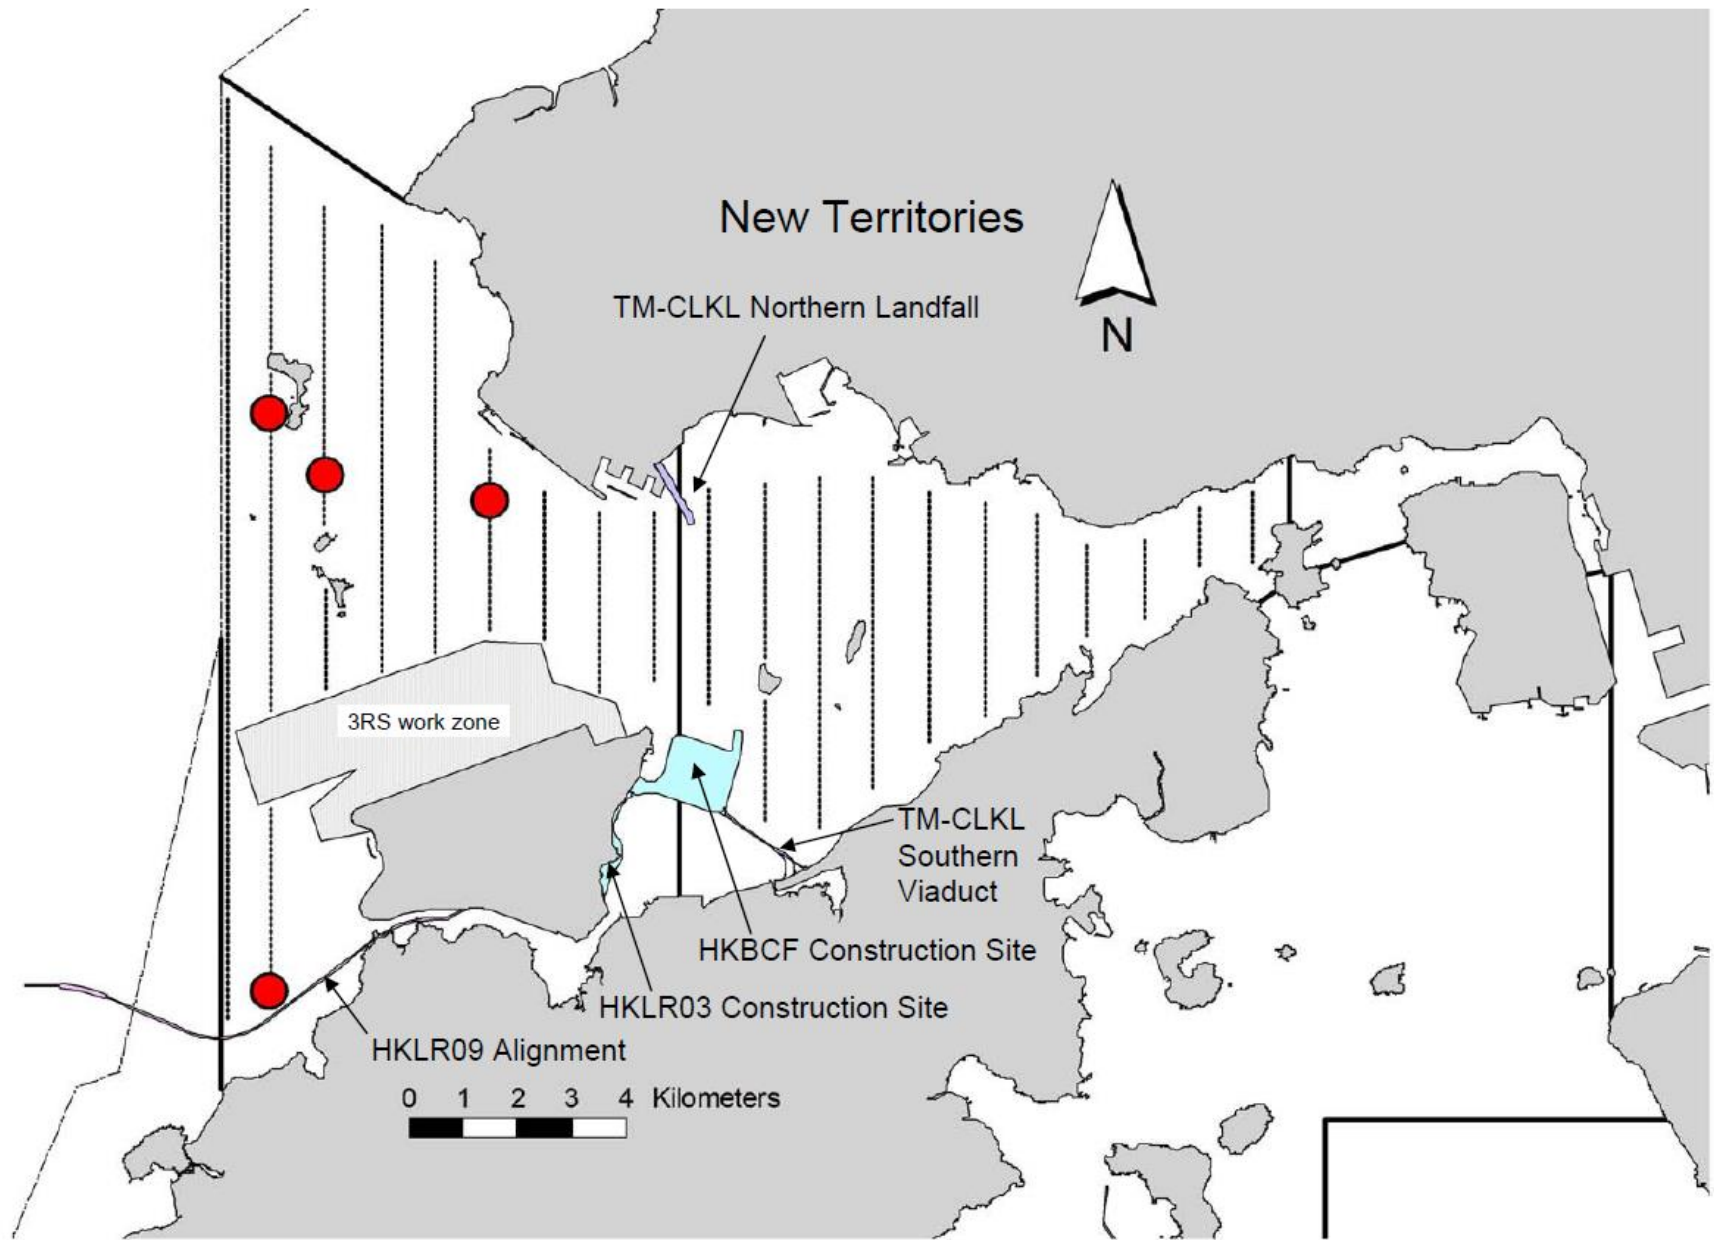 New Territories
TM-CLKL Northern Landfall
N
3RS work zone
TM-CLKL
Southern
Viaduct
HKBCF Construction Site
HKLR03 Construction Site
HKLR09 Alignment
0 1 2 3 4 Kilometers